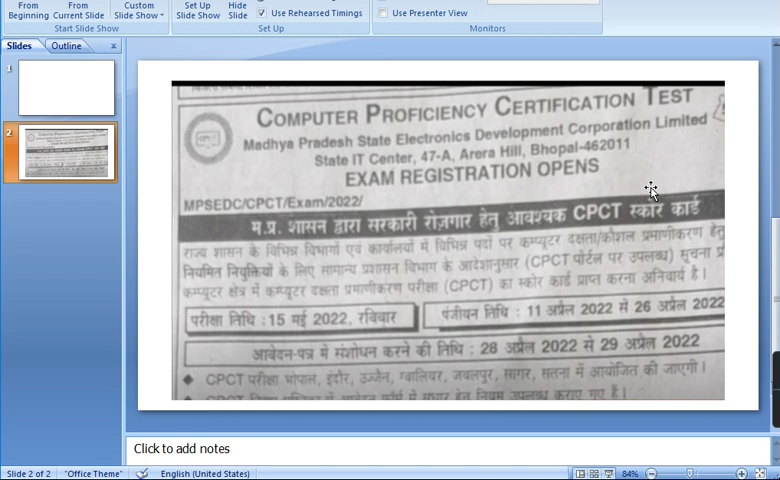 From
Beginning
From
Current Slide
Custom
Slide Show
Set Up
Slide Show
Hide
Slide
Use Rehearsed Timings
Use Presenter View
Start Slide Show
Set Up
Monitors
Slides
Outline
1
2
COMPUTER PROFICIENCY CERTIFICATION TEST
Madhya Pradesh State Electronics Development Corporation Limited
State IT Center, 47-A, Arera Hill, Bhopal-462011
EXAM REGISTRATION OPENS
MPSEDC/CPCT/Exam/2022/
म.प्र. शासन द्वारा सरकारी रोज़गार हेतु आवश्यक CPCT स्कोर कार्ड
राज्य शासन के विभिन्न विभागों एवं कार्यालयों में विभिन्न पदों पर कम्प्यूटर दक्षता/कौशल प्रमाणीकरण हेतु
नियमित नियुक्तियों के लिए सामान्य प्रशासन विभाग के आदेशानुसार (CPCT पोर्टल पर उपलब्ध) सूचना
कम्प्यूटर क्षेत्र में कम्प्यूटर दक्षता प्रमाणीकरण परीक्षा (CPCT) का स्कोर कार्ड प्राप्त करना अनिवार्य है।
परीक्षा तिथि : 15 मई 2022, रविवार
पंजीयन तिथि : 11 अप्रैल 2022 से 26 अप्रैल 2022
आवेदन-पत्र में संशोधन करने की तिथि : 28 अप्रैल 2022 से 29 अप्रैल 2022
◆ CPCT परीक्षा भोपाल, इंदौर, उज्जैन, ग्वालियर, जबलपुर, सागर, सतना में आयोजित की जाएगी।
Click to add notes
Slide 2 of 2
"Office Theme"
English (United States)
84%